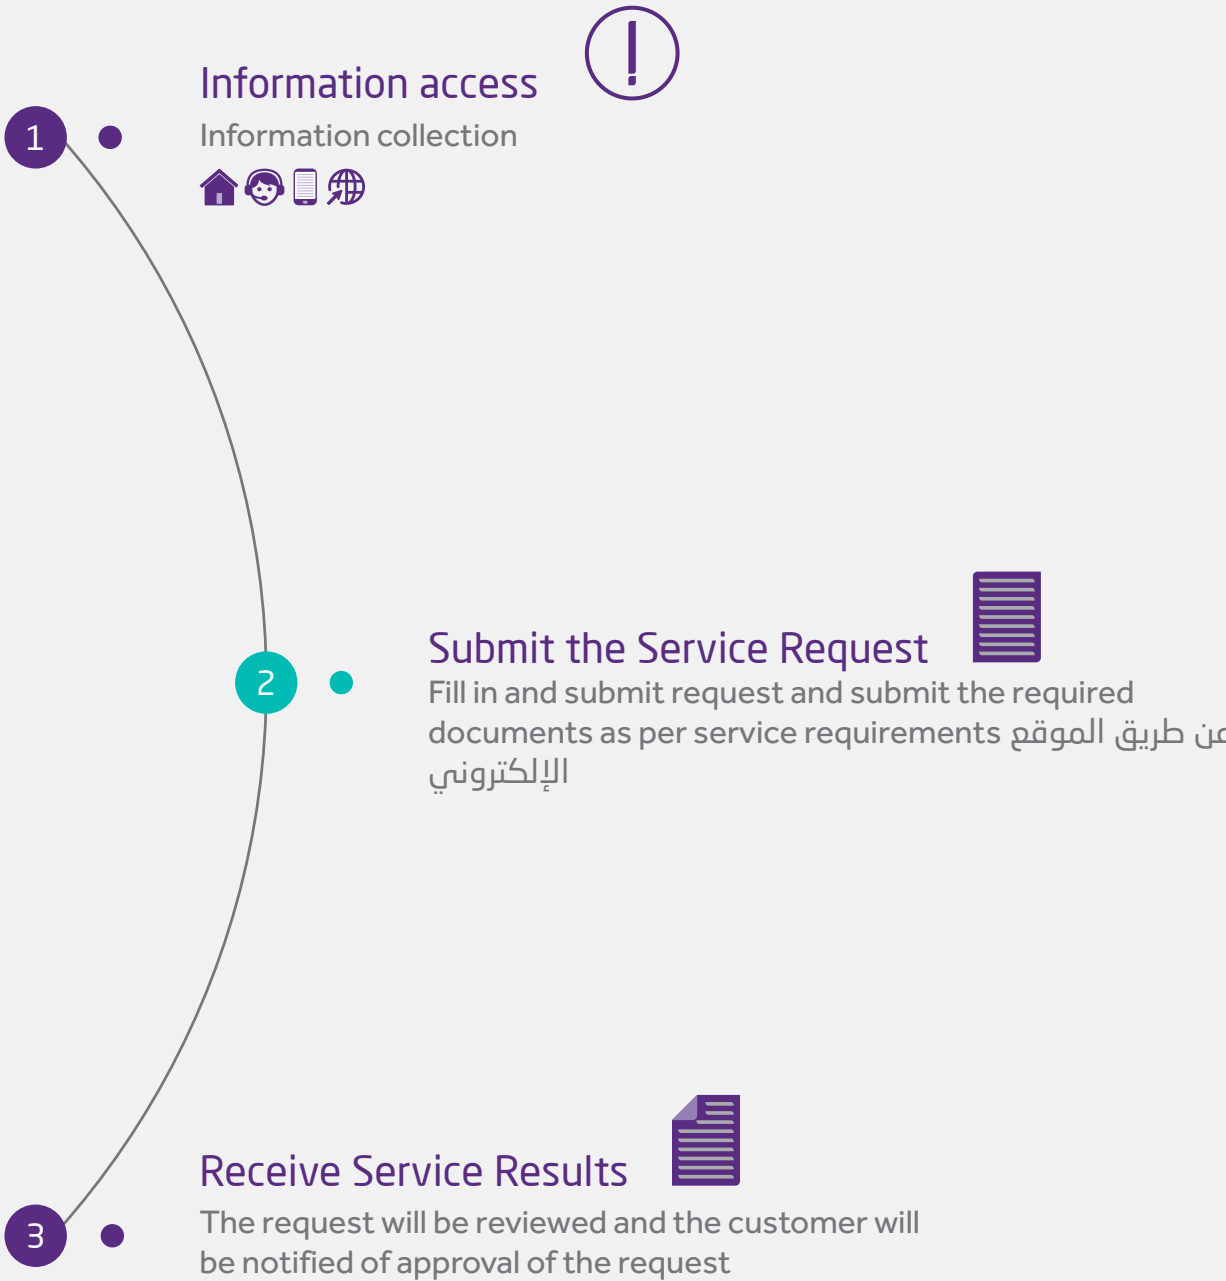 1
Information access
Information collection
2
Submit the Service Request
Fill in and submit request and submit the required
documents as per service requirements عن طريق الموقع
الإلكتروني
3
Receive Service Results
The request will be reviewed and the customer will
be notified of approval of the request